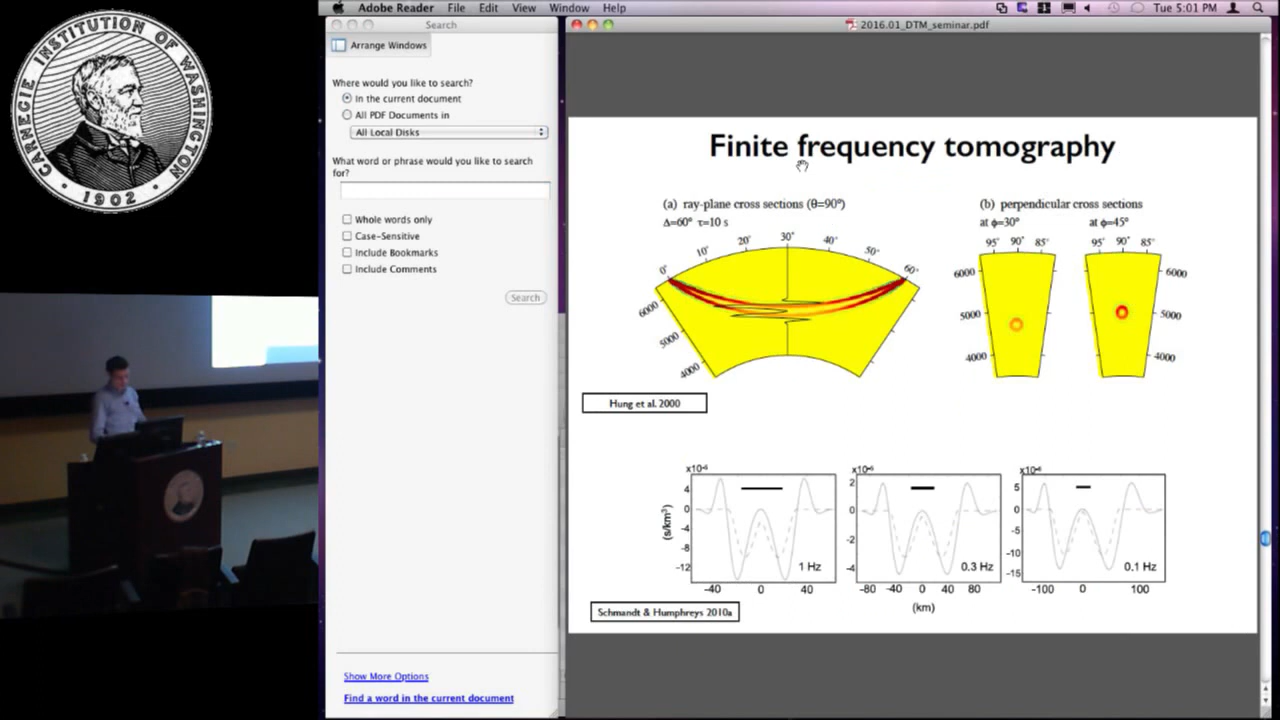 CARNEGIE INSTITUTION OF WASHINGTON
1902
Adobe Reader File Edit View Window Help
Tue 5:01 PM
Search
2016.01_DTM_seminar.pdf
Arrange Windows
Where would you like to search?
In the current document
All PDF Documents in
All Local Disks
What word or phrase would you like to search
for?
Whole words only
Case-Sensitive
Include Bookmarks
Include Comments
Search
Show More Options
Find a word in the current document
Finite frequency tomography
(a) ray-plane cross sections (θ=90°)
Δ=60° τ=10 s
0° 10° 20° 30° 40° 50° 60°
6000
5000
4000
(b) perpendicular cross sections
at ϕ=30° at ϕ=45°
95° 90° 85° 95° 90° 85°
6000 6000
5000 5000
4000 4000
Hung et al. 2000
x10⁻⁶ x10⁻⁶ x10⁻⁶
(s/km³)
4
0
-4
-8
-12
1 Hz
-40 0 40
2
0
-2
-4
0.3 Hz
-80 -40 0 40 80
5
0
-5
-10
-15
0.1 Hz
-100 0 100
(km)
Schmandt & Humphreys 2010a